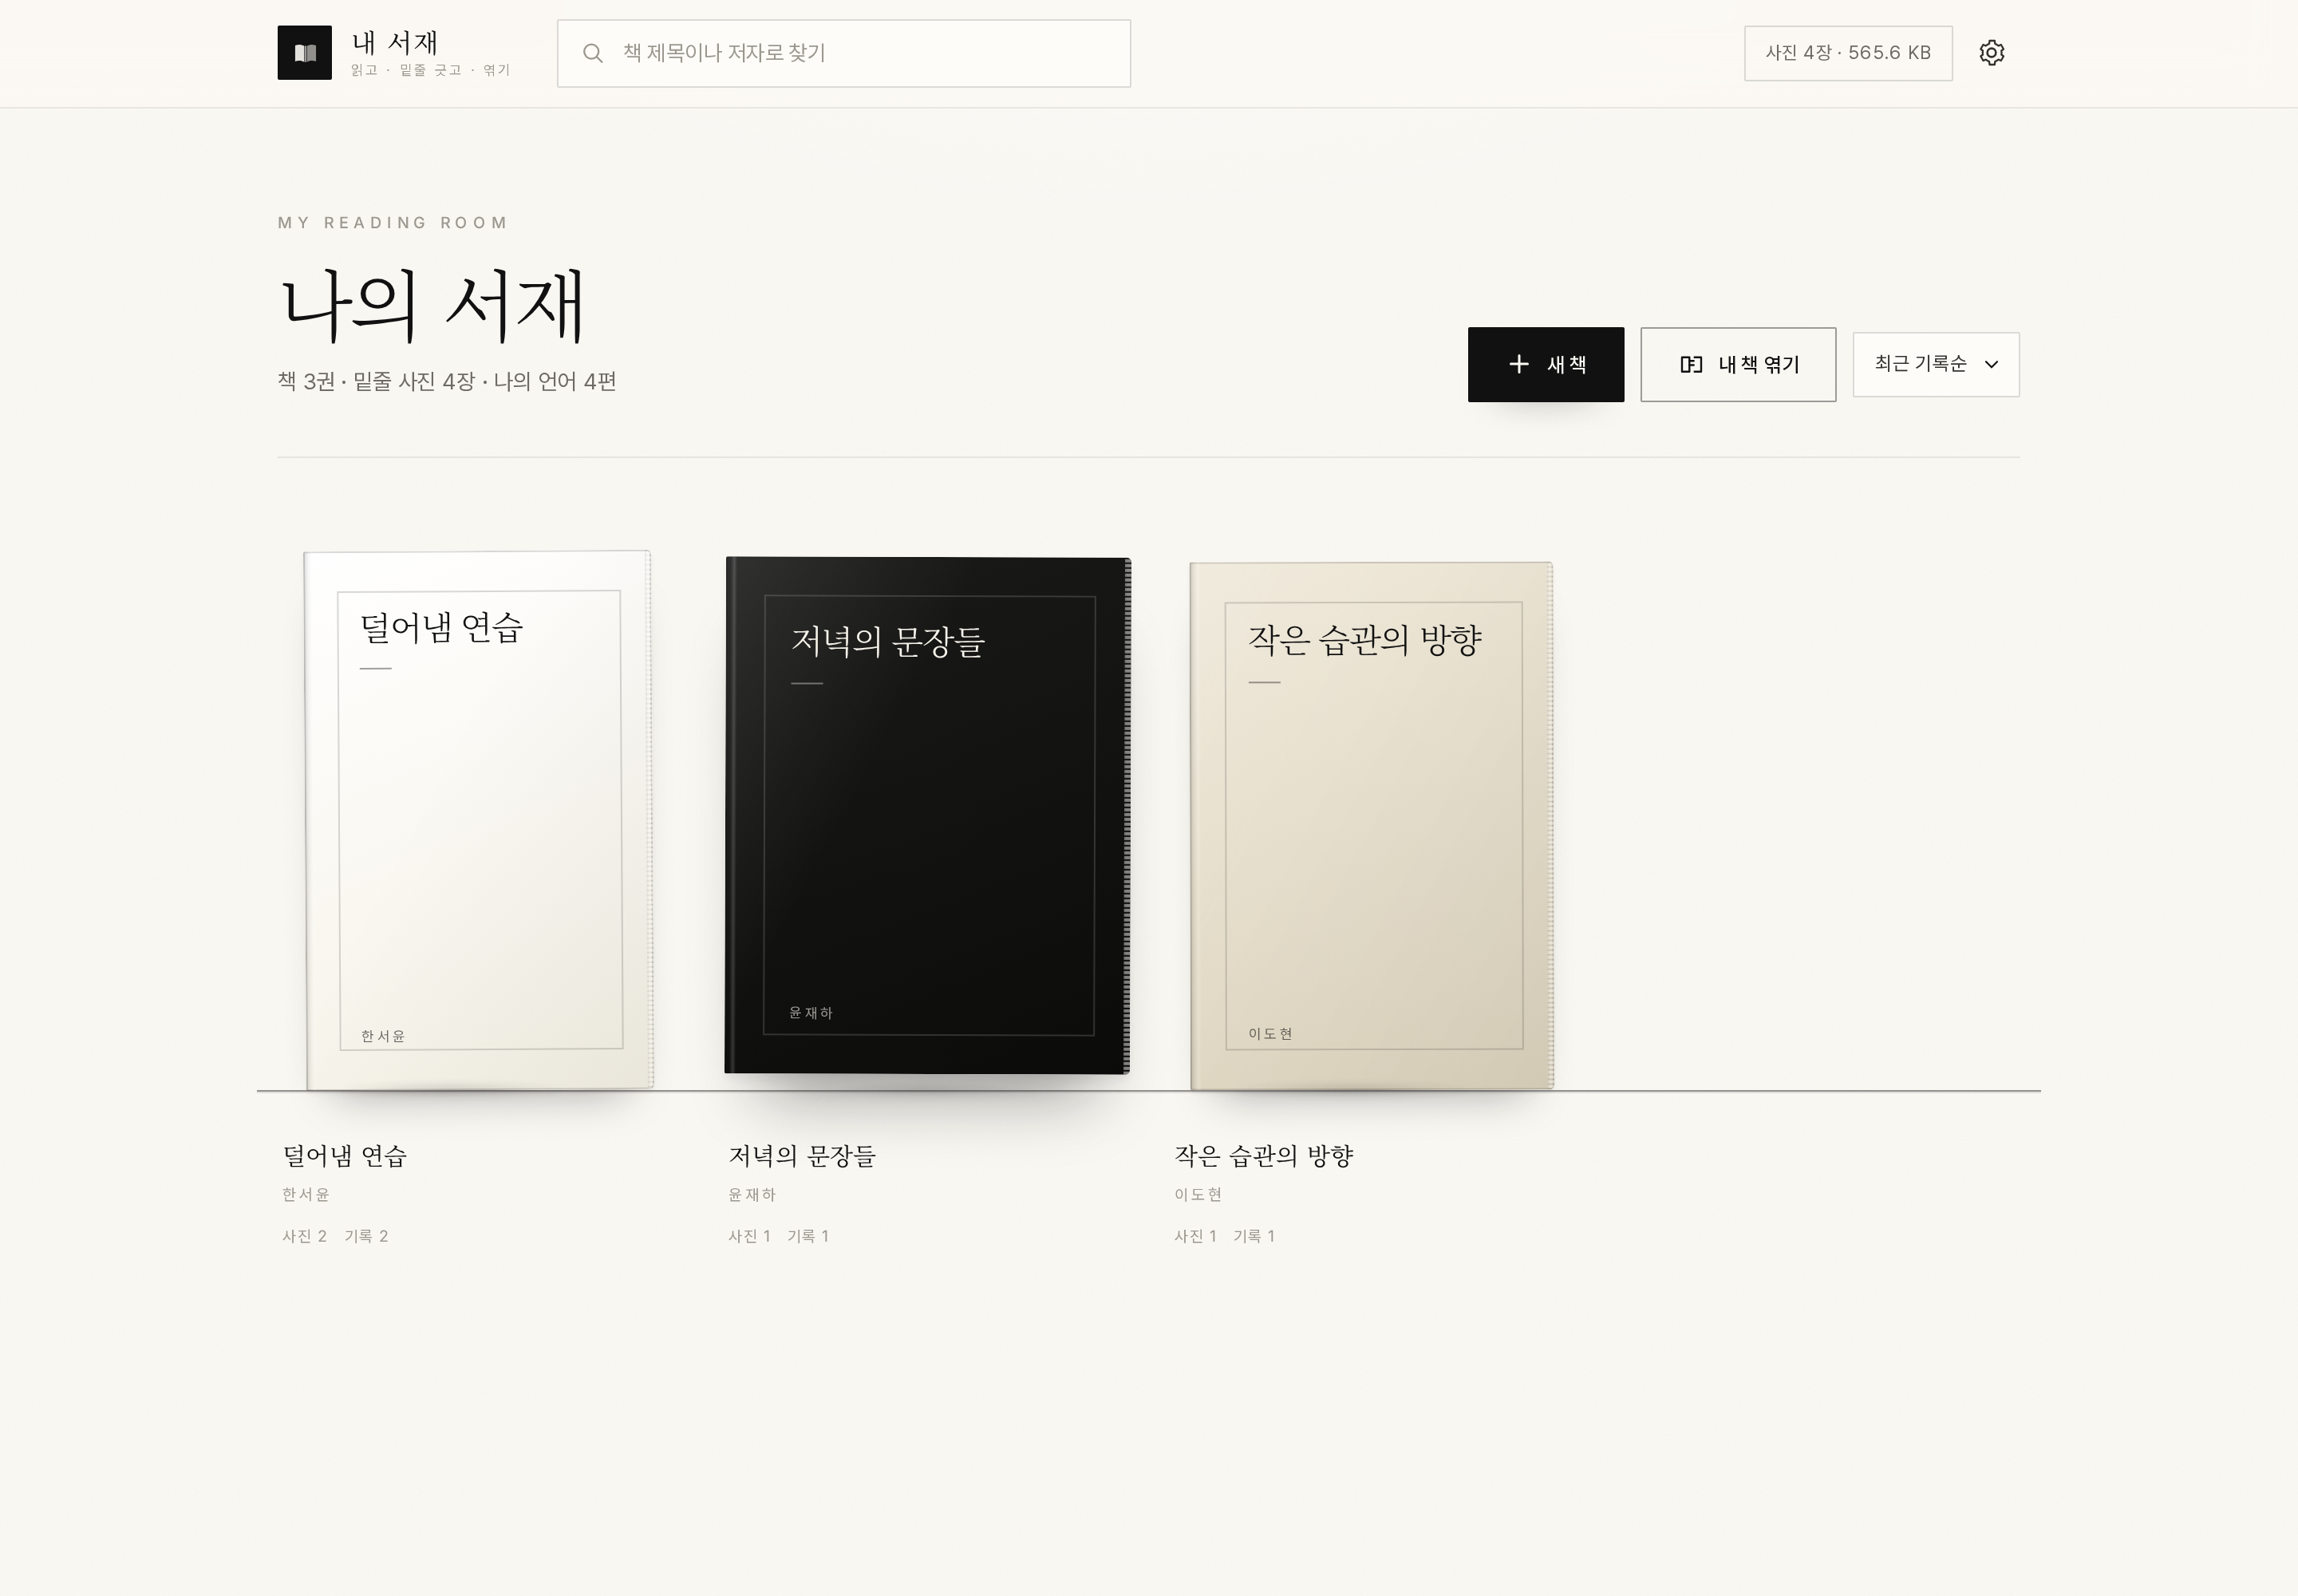 내 서재
읽고 · 밑줄 긋고 · 엮기
책 제목이나 저자로 찾기
사진 4장 · 565.6 KB
MY READING ROOM
나의 서재
책 3권 · 밑줄 사진 4장 · 나의 언어 4편
새 책
내 책 엮기
최근 기록순
덜어냄 연습
한서윤
저녁의 문장들
윤재하
작은 습관의 방향
이도현
덜어냄 연습
한서윤
사진 2 기록 2
저녁의 문장들
윤재하
사진 1 기록 1
작은 습관의 방향
이도현
사진 1 기록 1